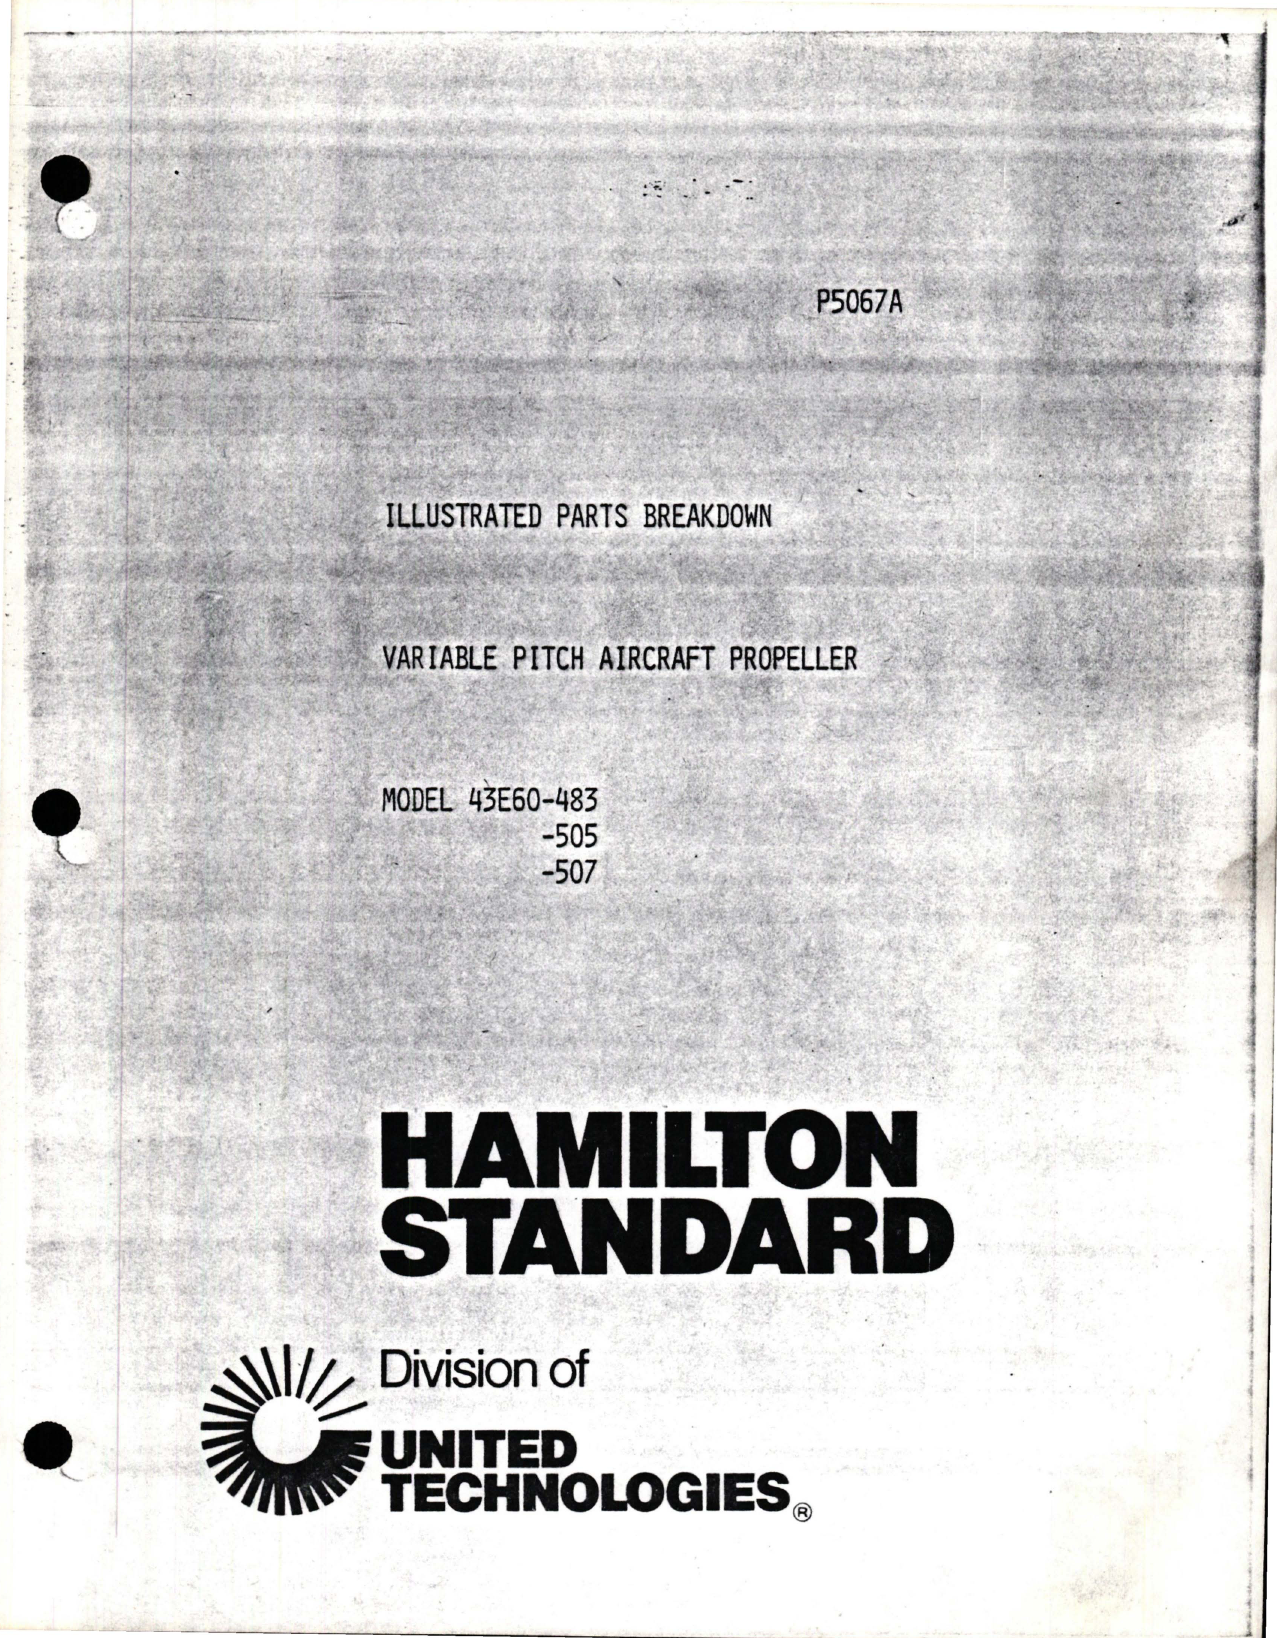 P5067A
ILLUSTRATED PARTS BREAKDOWN
VARIABLE PITCH AIRCRAFT PROPELLER
MODEL 43E60-483
-505
-507
HAMILTON
STANDARD
Division of
UNITED
TECHNOLOGIES®